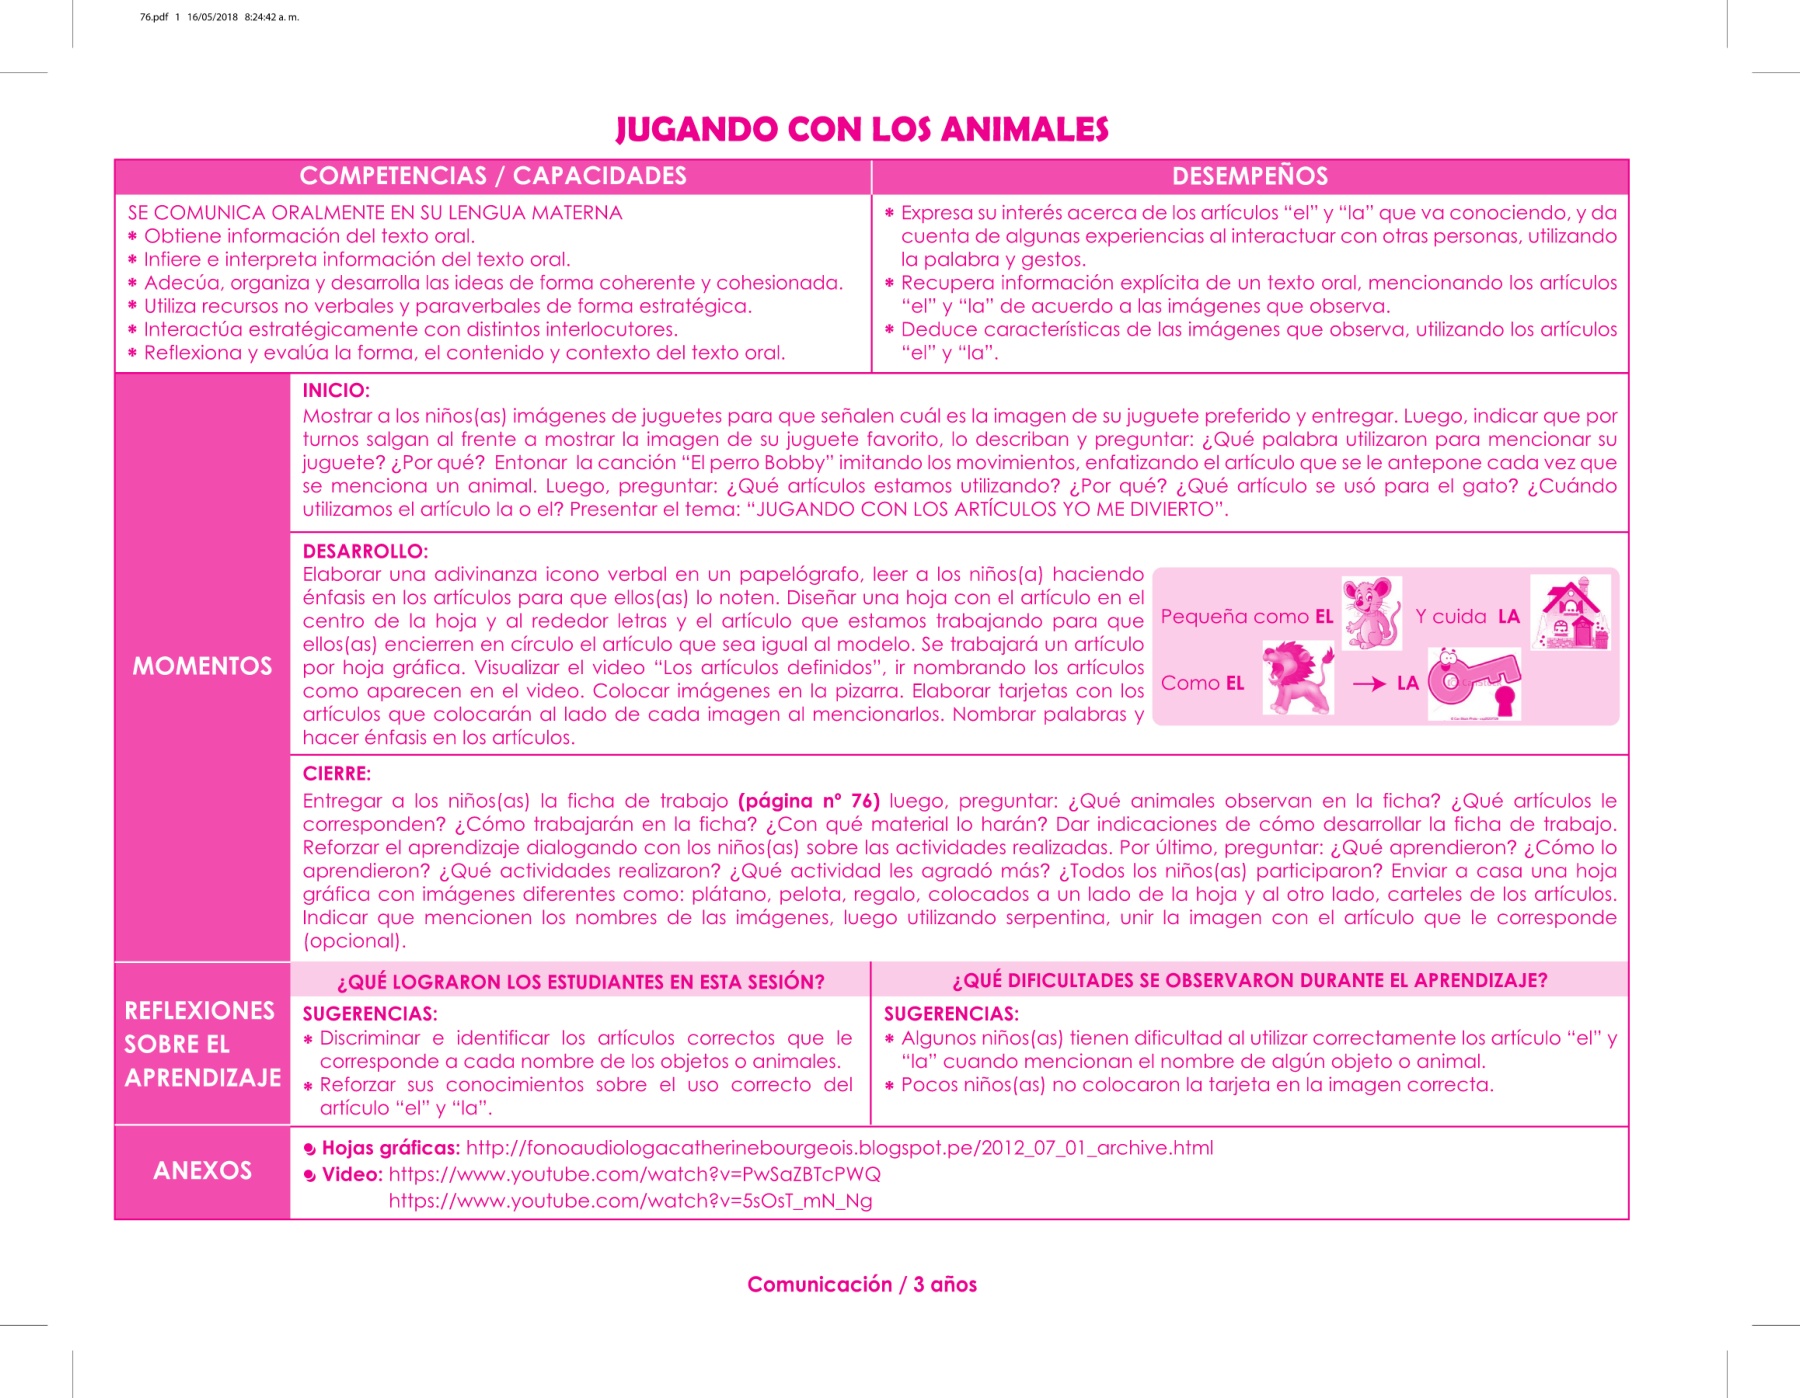 76.pdf 1 16/05/2018 8:24:42 a. m.
JUGANDO CON LOS ANIMALES
COMPETENCIAS / CAPACIDADES
SE COMUNICA ORALMENTE EN SU LENGUA MATERNA
* Obtiene información del texto oral.
* Infiere e interpreta información del texto oral.
* Adecúa, organiza y desarrolla las ideas de forma coherente y cohesionada.
* Utiliza recursos no verbales y paraverbales de forma estratégica.
* Interactúa estratégicamente con distintos interlocutores.
* Reflexiona y evalúa la forma, el contenido y contexto del texto oral.
DESEMPEÑOS
* Expresa su interés acerca de los artículos “el” y “la” que va conociendo, y da
cuenta de algunas experiencias al interactuar con otras personas, utilizando
la palabra y gestos.
* Recupera información explícita de un texto oral, mencionando los artículos
“el” y “la” de acuerdo a las imágenes que observa.
* Deduce características de las imágenes que observa, utilizando los artículos
“el” y “la”.
MOMENTOS
INICIO:
Mostrar a los niños(as) imágenes de juguetes para que señalen cuál es la imagen de su juguete preferido y entregar. Luego, indicar que por
turnos salgan al frente a mostrar la imagen de su juguete favorito, lo describan y preguntar: ¿Qué palabra utilizaron para mencionar su
juguete? ¿Por qué? Entonar la canción “El perro Bobby” imitando los movimientos, enfatizando el artículo que se le antepone cada vez que
se menciona un animal. Luego, preguntar: ¿Qué artículos estamos utilizando? ¿Por qué? ¿Qué artículo se usó para el gato? ¿Cuándo
utilizamos el artículo la o el? Presentar el tema: “JUGANDO CON LOS ARTÍCULOS YO ME DIVIERTO”.
DESARROLLO:
Elaborar una adivinanza icono verbal en un papelógrafo, leer a los niños(a) haciendo
énfasis en los artículos para que ellos(as) lo noten. Diseñar una hoja con el artículo en el
centro de la hoja y al rededor letras y el artículo que estamos trabajando para que
ellos(as) encierren en círculo el artículo que sea igual al modelo. Se trabajará un artículo
por hoja gráfica. Visualizar el video “Los artículos definidos”, ir nombrando los artículos
como aparecen en el video. Colocar imágenes en la pizarra. Elaborar tarjetas con los
artículos que colocarán al lado de cada imagen al mencionarlos. Nombrar palabras y
hacer énfasis en los artículos.
Pequeña como EL Y cuida LA
Como EL → LA
CIERRE:
Entregar a los niños(as) la ficha de trabajo (página nº 76) luego, preguntar: ¿Qué animales observan en la ficha? ¿Qué artículos le
corresponden? ¿Cómo trabajarán en la ficha? ¿Con qué material lo harán? Dar indicaciones de cómo desarrollar la ficha de trabajo.
Reforzar el aprendizaje dialogando con los niños(as) sobre las actividades realizadas. Por último, preguntar: ¿Qué aprendieron? ¿Cómo lo
aprendieron? ¿Qué actividades realizaron? ¿Qué actividad les agradó más? ¿Todos los niños(as) participaron? Enviar a casa una hoja
gráfica con imágenes diferentes como: plátano, pelota, regalo, colocados a un lado de la hoja y al otro lado, carteles de los artículos.
Indicar que mencionen los nombres de las imágenes, luego utilizando serpentina, unir la imagen con el artículo que le corresponde
(opcional).
REFLEXIONES
SOBRE EL
APRENDIZAJE
¿QUÉ LOGRARON LOS ESTUDIANTES EN ESTA SESIÓN?
SUGERENCIAS:
* Discriminar e identificar los artículos correctos que le
corresponde a cada nombre de los objetos o animales.
* Reforzar sus conocimientos sobre el uso correcto del
artículo “el” y “la”.
¿QUÉ DIFICULTADES SE OBSERVARON DURANTE EL APRENDIZAJE?
SUGERENCIAS:
* Algunos niños(as) tienen dificultad al utilizar correctamente los artículo “el” y
“la” cuando mencionan el nombre de algún objeto o animal.
* Pocos niños(as) no colocaron la tarjeta en la imagen correcta.
ANEXOS
Hojas gráficas: http://fonoaudiologacatherinebourgeois.blogspot.pe/2012_07_01_archive.html
Video: https://www.youtube.com/watch?v=PwSaZBTcPWQ
https://www.youtube.com/watch?v=5sOsT_mN_Ng
Comunicación / 3 años